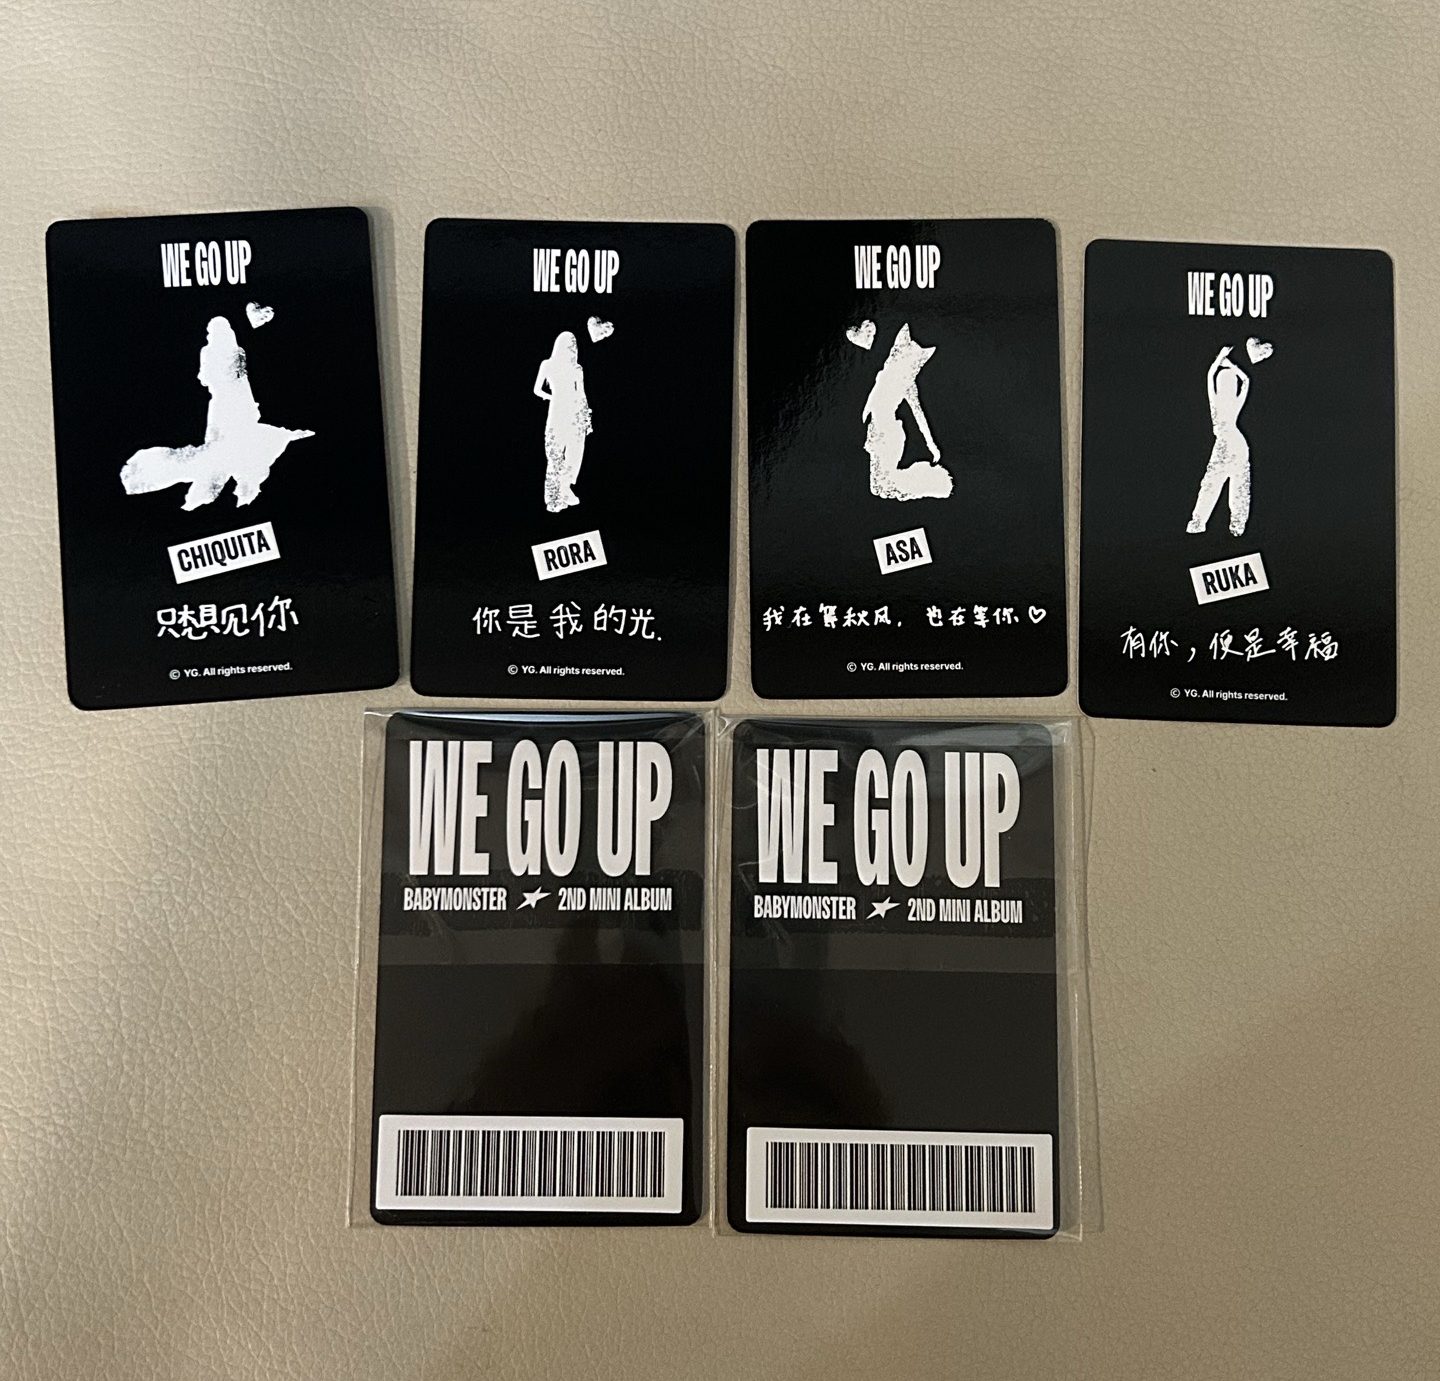 WE GO UP
CHIQUITA
只想见你
© YG. All rights reserved.
WE GO UP
RORA
你是我的光.
© YG. All rights reserved.
WE GO UP
ASA
我在等秋风，也在等你♡
© YG. All rights reserved.
WE GO UP
RUKA
有你，便是幸福
© YG. All rights reserved.
WE GO UP
BABYMONSTER ★ 2ND MINI ALBUM
WE GO UP
BABYMONSTER ★ 2ND MINI ALBUM